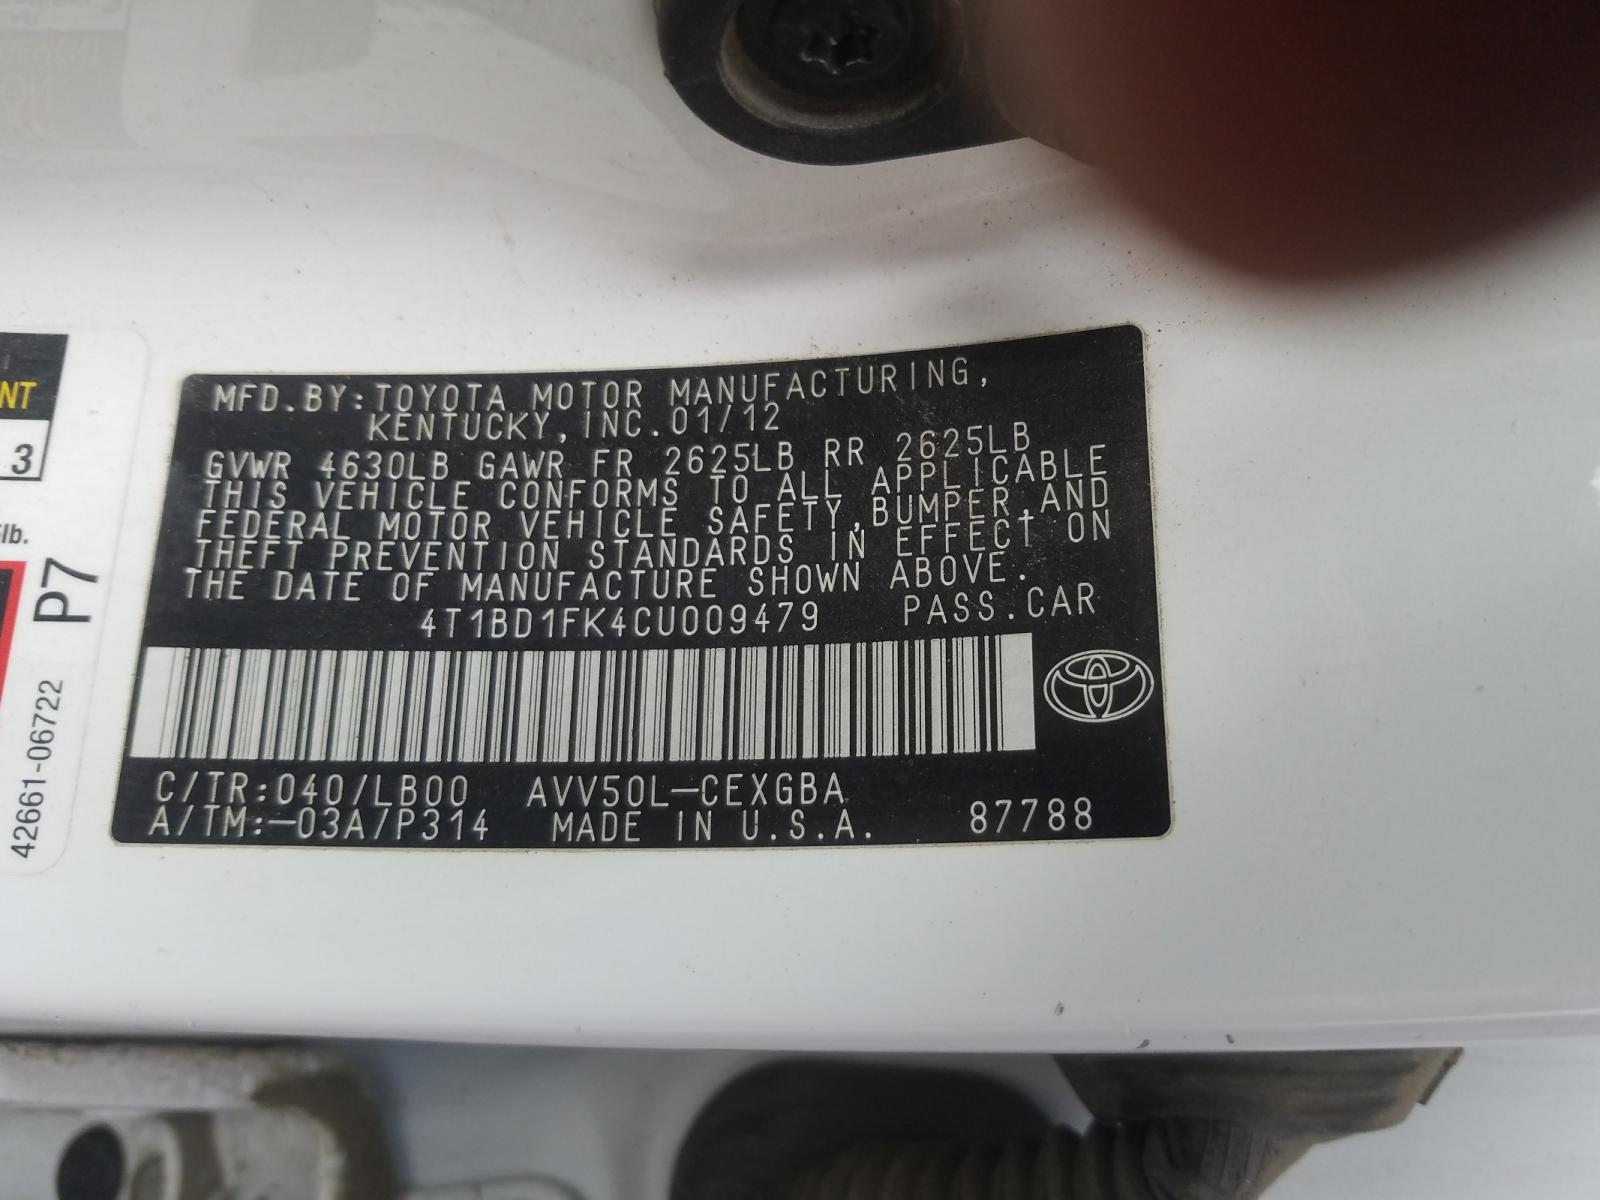 MFD.BY:TOYOTA MOTOR MANUFACTURING,
KENTUCKY, INC. 01/12
GVWR 4630LB GAWR FR 2625LB RR 2625LB
THIS VEHICLE CONFORMS TO ALL APPLICABLE
FEDERAL MOTOR VEHICLE SAFETY, BUMPER, AND
THEFT PREVENTION STANDARDS IN EFFECT ON
THE DATE OF MANUFACTURE SHOWN ABOVE.
4T1BD1FK4CU009479 PASS.CAR
C/TR:040/LB00 AVV50L-CEXGBA
A/TM:-03A/P314 MADE IN U.S.A. 87788
NT
3
lb.
P7
42661-06722